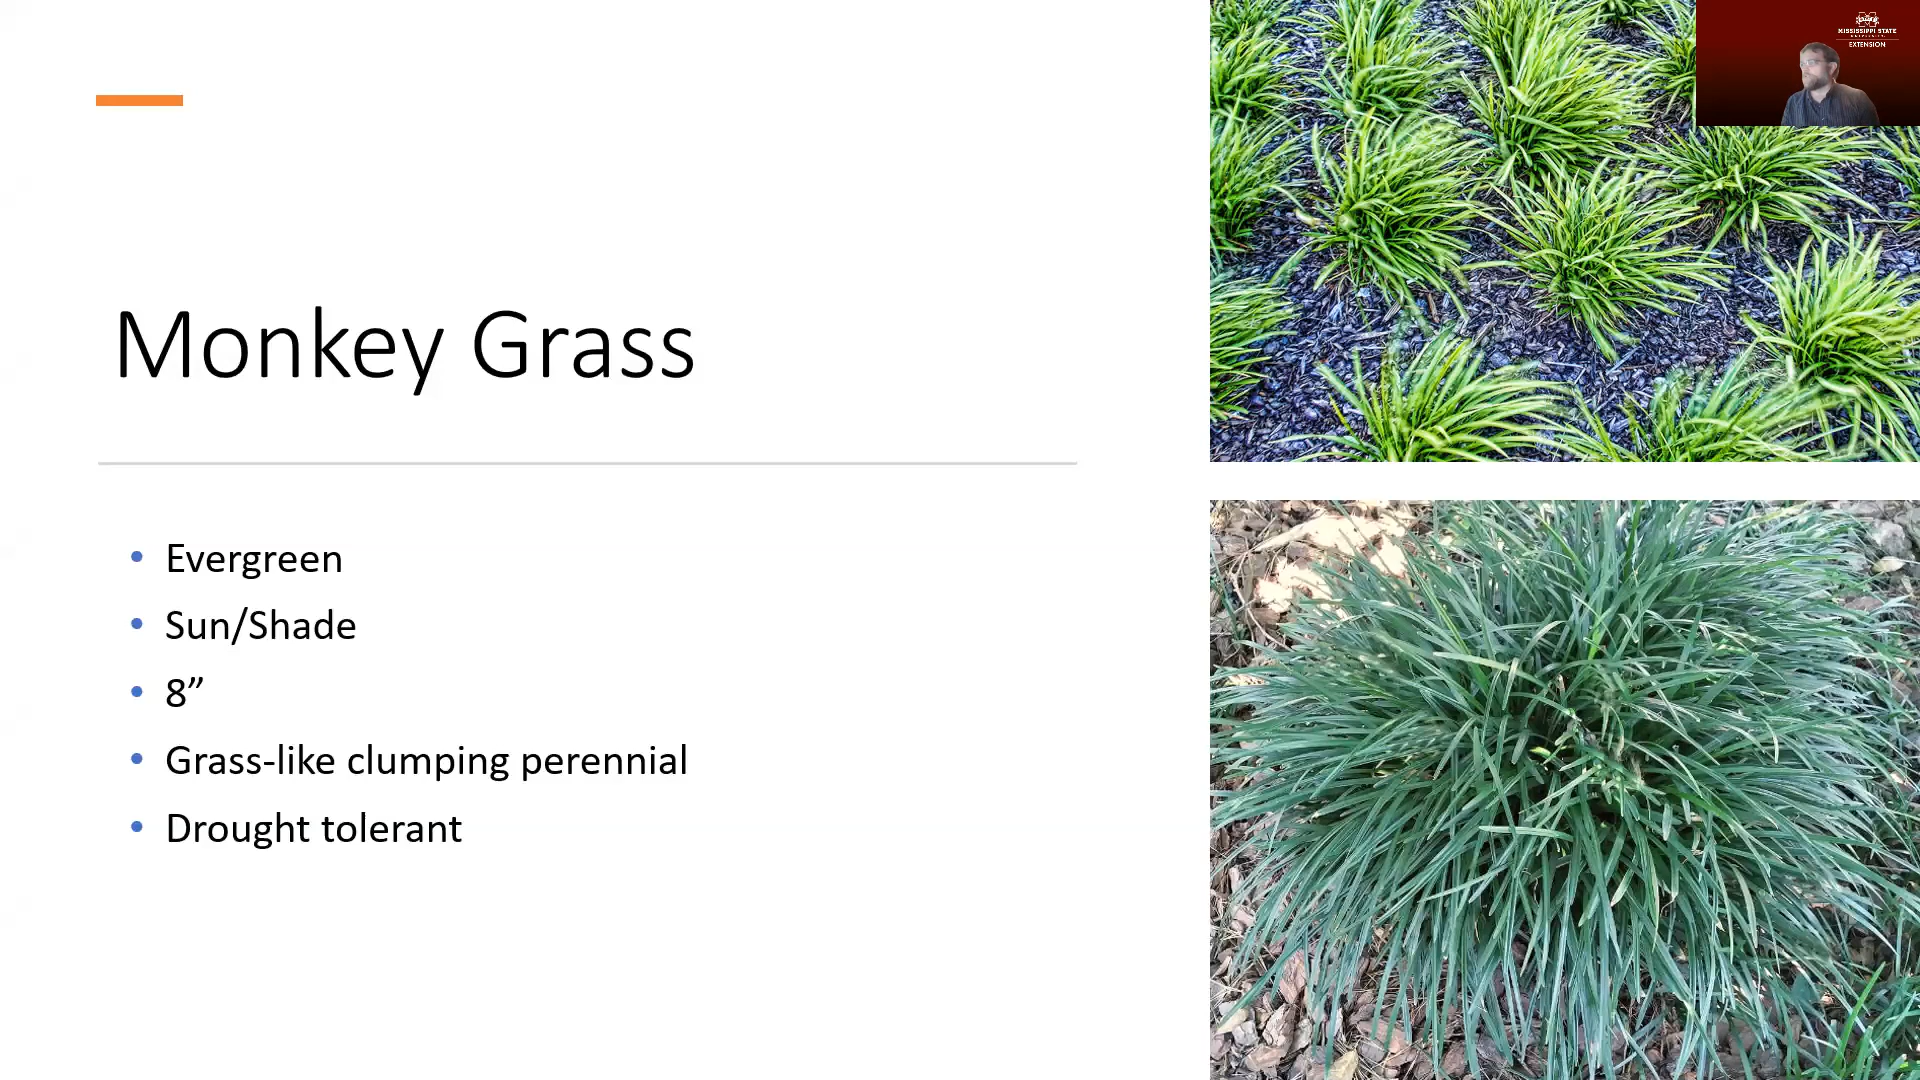 MISSISSIPPI STATE
UNIVERSITY
EXTENSION
Monkey Grass
Evergreen
Sun/Shade
8”
Grass-like clumping perennial
Drought tolerant